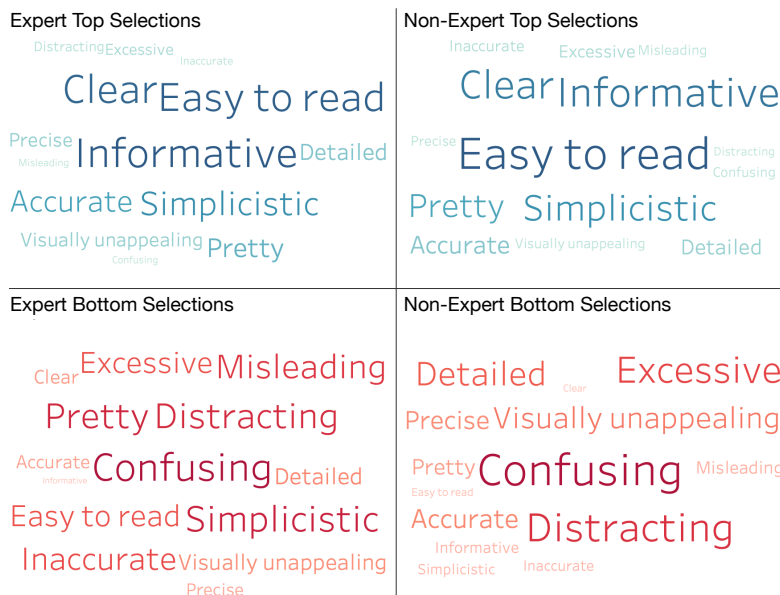 Expert Top Selections
Distracting Excessive
Inaccurate
Clear Easy to read
Precise Informative Detailed
Misleading
Accurate Simplicistic
Visually unappealing Pretty
Confusing
Non-Expert Top Selections
Inaccurate Excessive Misleading
Clear Informative
Precise Easy to read Distracting
Confusing
Pretty Simplicistic
Accurate Visually unappealing Detailed
Expert Bottom Selections
Clear Excessive Misleading
Pretty Distracting
Accurate Confusing Detailed
Informative
Easy to read Simplicistic
Inaccurate Visually unappealing
Precise
Non-Expert Bottom Selections
Detailed Clear Excessive
Precise Visually unappealing
Pretty Confusing Misleading
Easy to read
Accurate Distracting
Informative
Simplicistic Inaccurate